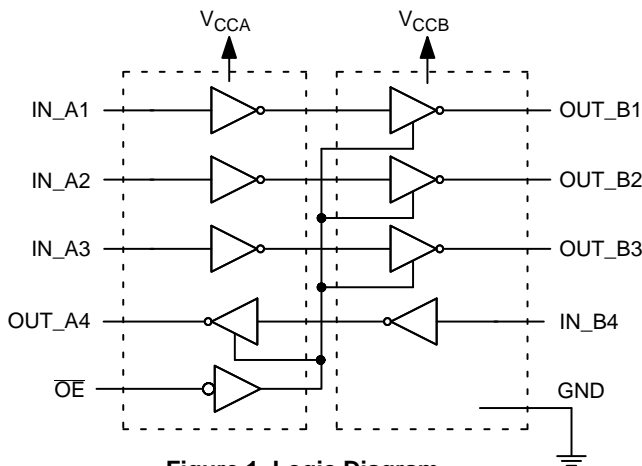 VCCA VCCB
IN_A1 OUT_B1
IN_A2 OUT_B2
IN_A3 OUT_B3
OUT_A4 IN_B4
OE GND
Figure 1. Logic Diagram